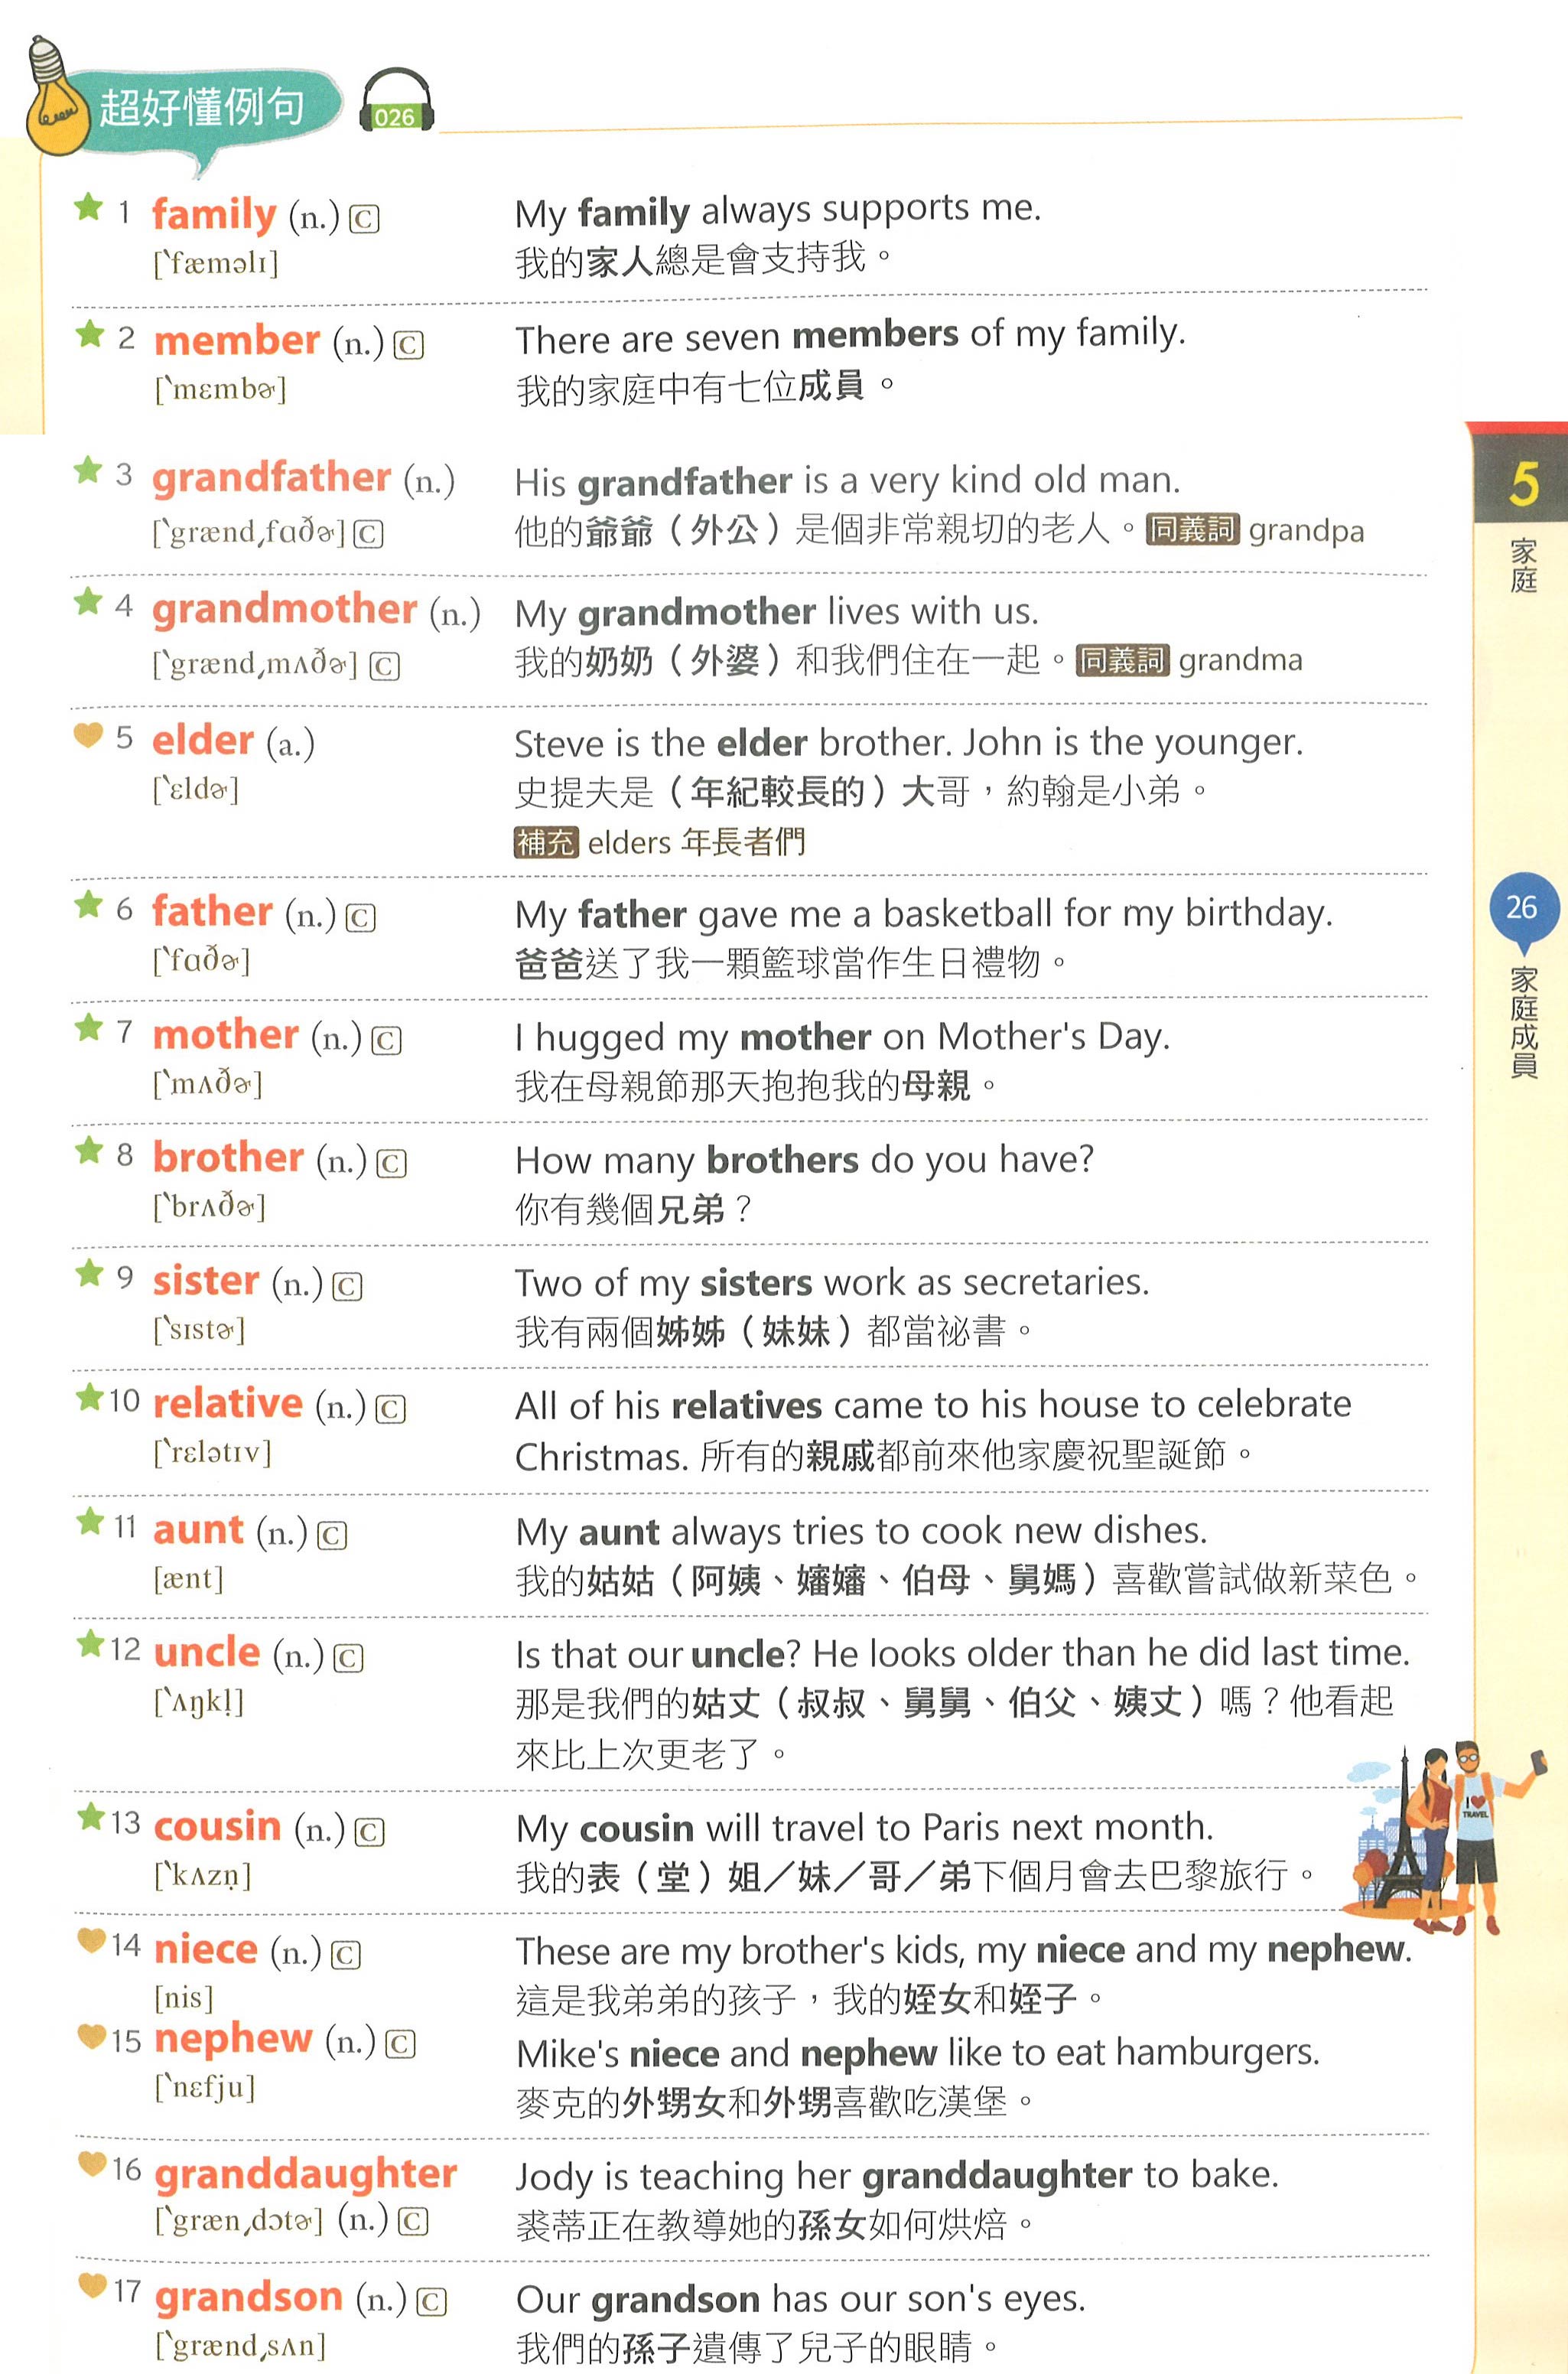 超好懂例句 026
★ 1 family (n.) C
[ˋfæməlɪ]
My family always supports me.
我的家人總是會支持我。
★ 2 member (n.) C
[ˋmɛmbɚ]
There are seven members of my family.
我的家庭中有七位成員。
★ 3 grandfather (n.)
[ˋgrænd͵fɑðɚ] C
His grandfather is a very kind old man.
他的爺爺（外公）是個非常親切的老人。同義詞 grandpa
★ 4 grandmother (n.)
[ˋgrænd͵mʌðɚ] C
My grandmother lives with us.
我的奶奶（外婆）和我們住在一起。同義詞 grandma
♥ 5 elder (a.)
[ˋɛldɚ]
Steve is the elder brother. John is the younger.
史提夫是（年紀較長的）大哥，約翰是小弟。
補充 elders 年長者們
★ 6 father (n.) C
[ˋfɑðɚ]
My father gave me a basketball for my birthday.
爸爸送了我一顆籃球當作生日禮物。
★ 7 mother (n.) C
[ˋmʌðɚ]
I hugged my mother on Mother's Day.
我在母親節那天抱抱我的母親。
★ 8 brother (n.) C
[ˋbrʌðɚ]
How many brothers do you have?
你有幾個兄弟？
★ 9 sister (n.) C
[ˋsɪstɚ]
Two of my sisters work as secretaries.
我有兩個姊姊（妹妹）都當祕書。
★ 10 relative (n.) C
[ˋrɛlətɪv]
All of his relatives came to his house to celebrate
Christmas. 所有的親戚都前來他家慶祝聖誕節。
★ 11 aunt (n.) C
[ænt]
My aunt always tries to cook new dishes.
我的姑姑（阿姨、嬸嬸、伯母、舅媽）喜歡嘗試做新菜色。
★ 12 uncle (n.) C
[ˋʌŋkl̩]
Is that our uncle? He looks older than he did last time.
那是我們的姑丈（叔叔、舅舅、伯父、姨丈）嗎？他看起
來比上次更老了。
★ 13 cousin (n.) C
[ˋkʌzn̩]
My cousin will travel to Paris next month.
我的表（堂）姐／妹／哥／弟下個月會去巴黎旅行。
I ♥
TRAVEL
♥ 14 niece (n.) C
[nis]
These are my brother's kids, my niece and my nephew.
這是我弟弟的孩子，我的姪女和姪子。
♥ 15 nephew (n.) C
[ˋnɛfju]
Mike's niece and nephew like to eat hamburgers.
麥克的外甥女和外甥喜歡吃漢堡。
♥ 16 granddaughter
[ˋgræn͵dɔtɚ] (n.) C
Jody is teaching her granddaughter to bake.
裘蒂正在教導她的孫女如何烘焙。
♥ 17 grandson (n.) C
[ˋgrænd͵sʌn]
Our grandson has our son's eyes.
我們的孫子遺傳了兒子的眼睛。
5
家庭
26
家庭成員